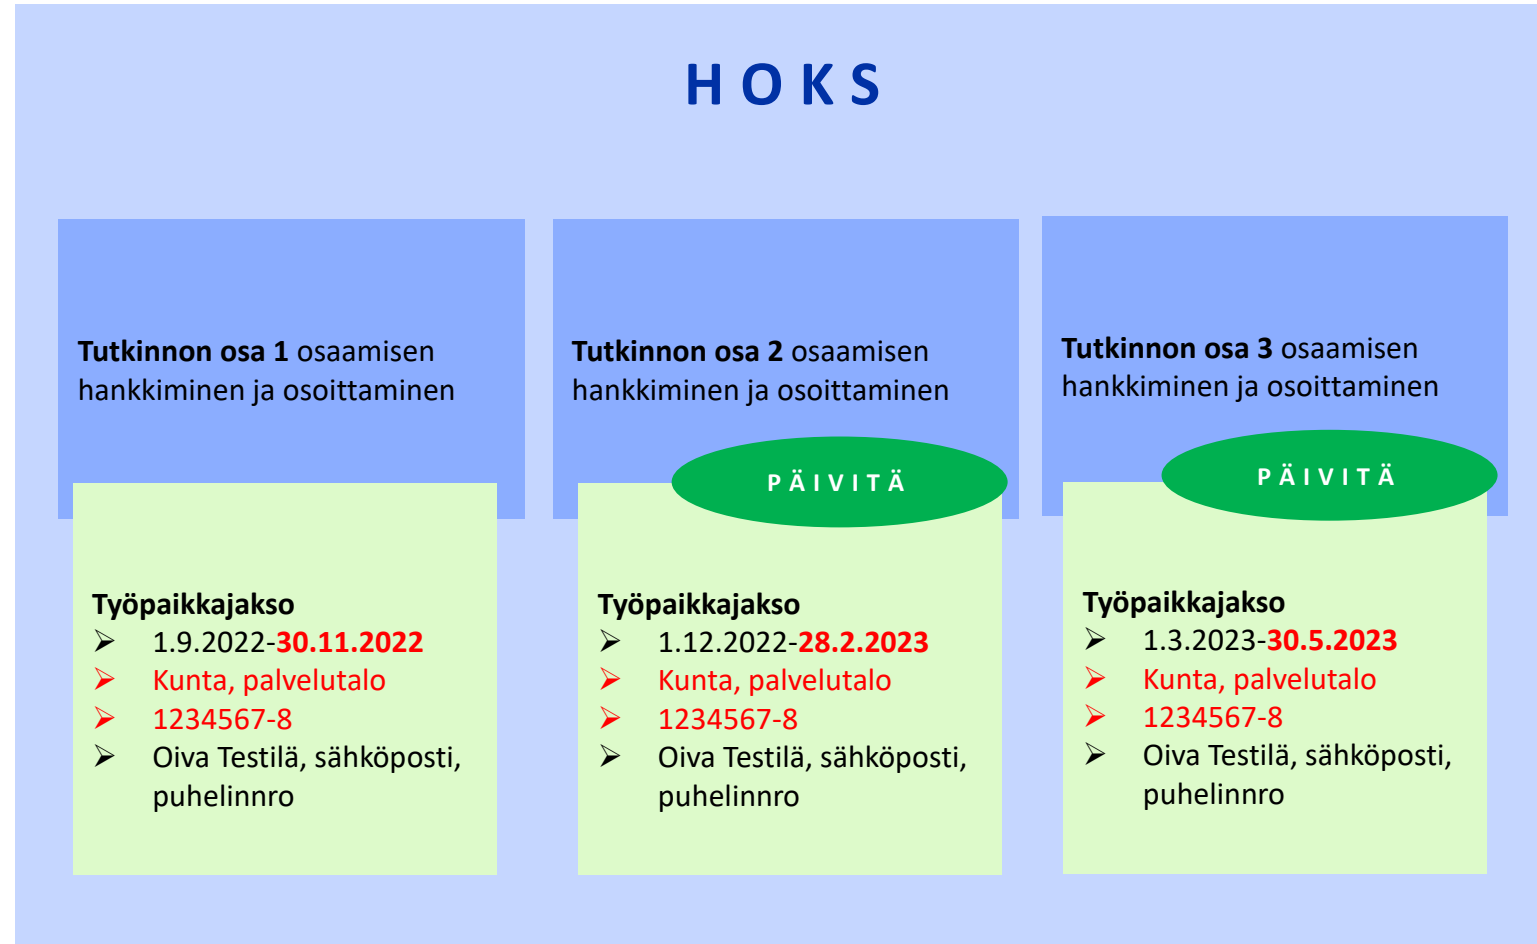 H O K S
Tutkinnon osa 1 osaamisen
hankkiminen ja osoittaminen
Työpaikkajakso
➢ 1.9.2022-30.11.2022
➢ Kunta, palvelutalo
➢ 1234567-8
➢ Oiva Testilä, sähköposti,
puhelinnro
Tutkinnon osa 2 osaamisen
hankkiminen ja osoittaminen
P Ä I V I T Ä
Työpaikkajakso
➢ 1.12.2022-28.2.2023
➢ Kunta, palvelutalo
➢ 1234567-8
➢ Oiva Testilä, sähköposti,
puhelinnro
Tutkinnon osa 3 osaamisen
hankkiminen ja osoittaminen
P Ä I V I T Ä
Työpaikkajakso
➢ 1.3.2023-30.5.2023
➢ Kunta, palvelutalo
➢ 1234567-8
➢ Oiva Testilä, sähköposti,
puhelinnro